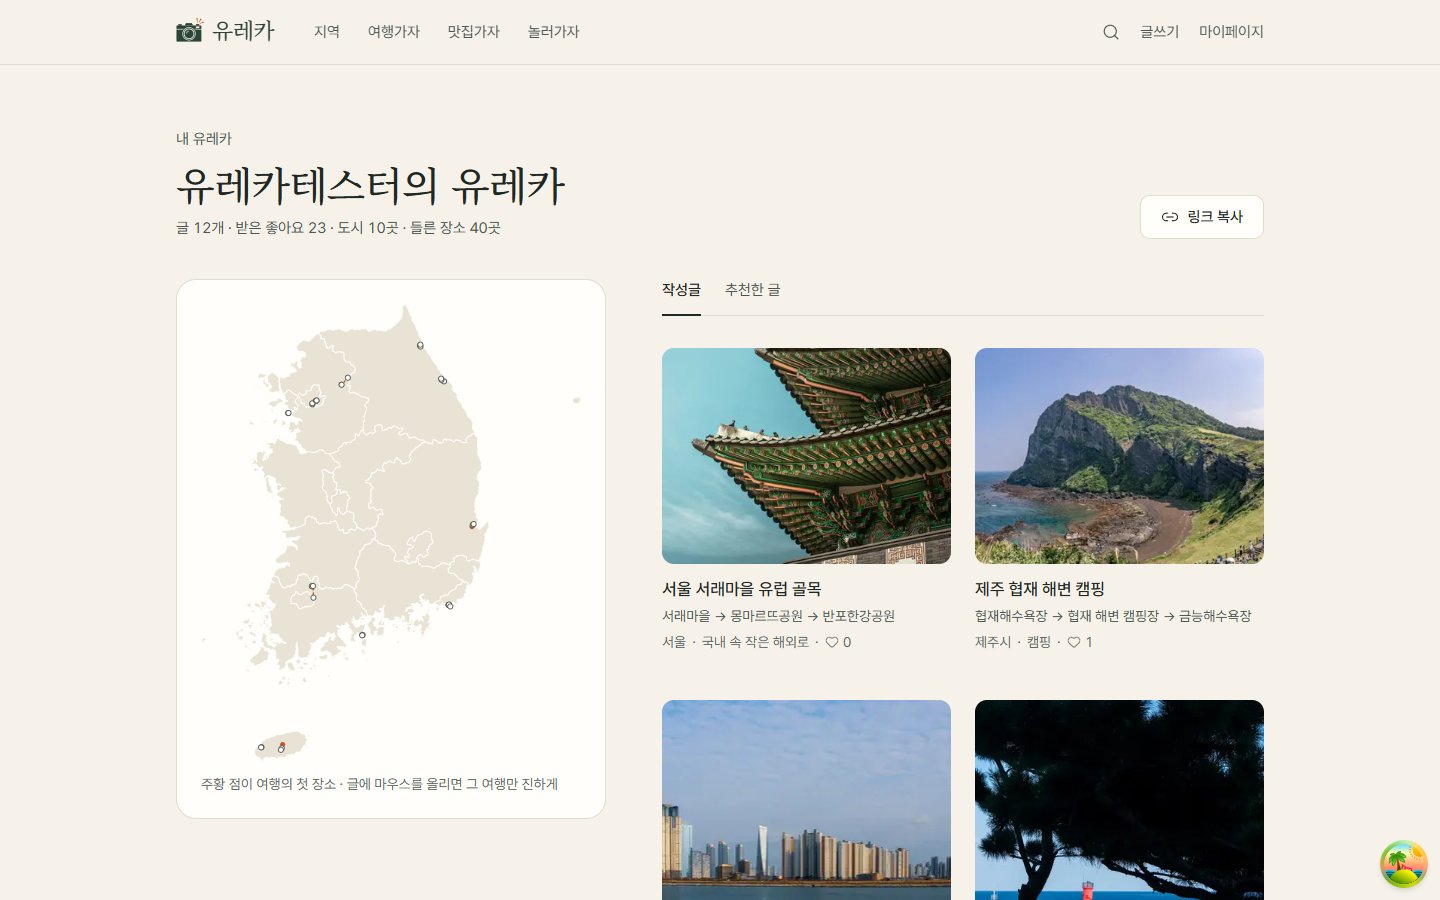 유레카
지역
여행가자
맛집가자
놀러가자
글쓰기
마이페이지
내 유레카
유레카테스터의 유레카
글 12개 · 받은 좋아요 23 · 도시 10곳 · 들른 장소 40곳
링크 복사
작성글
추천한 글
서울 서래마을 유럽 골목
서래마을 → 몽마르뜨공원 → 반포한강공원
서울 · 국내 속 작은 해외로 · ♡ 0
제주 협재 해변 캠핑
협재해수욕장 → 협재 해변 캠핑장 → 금능해수욕장
제주시 · 캠핑 · ♡ 1
주황 점이 여행의 첫 장소 · 글에 마우스를 올리면 그 여행만 진하게